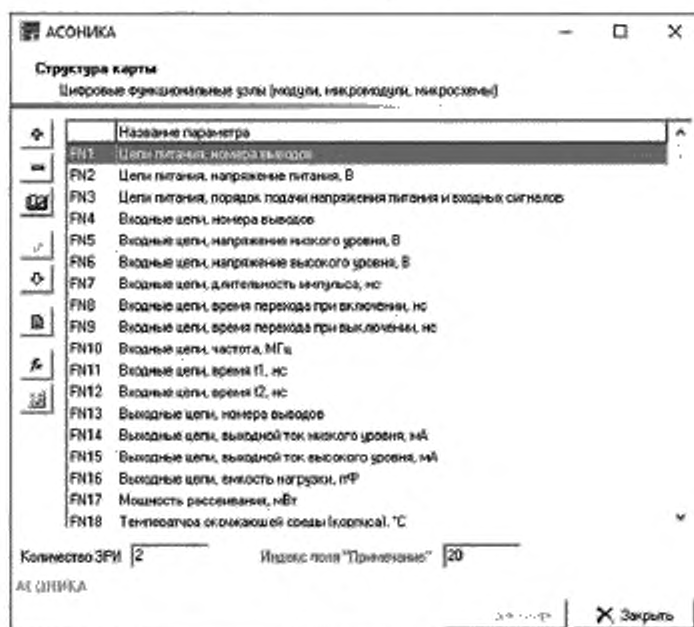 АСОНИКА
Структура карты
Цифровые функциональные узлы (модули, микромодули, микросхемы)
Название параметра
FN1 Цепи питания, номера выводов
FN2 Цепи питания, напряжение питания, В
FN3 Цепи питания, порядок подачи напряжения питания и входных сигналов
FN4 Входные цепи, номера выводов
FN5 Входные цепи, напряжение низкого уровня, В
FN6 Входные цепи, напряжение высокого уровня, В
FN7 Входные цепи, длительность импульса, нс
FN8 Входные цепи, время перехода при включении, нс
FN9 Входные цепи, время перехода при выключении, нс
FN10 Входные цепи, частота, МГц
FN11 Входные цепи, время t1, нс
FN12 Входные цепи, время t2, нс
FN13 Выходные цепи, номера выводов
FN14 Выходные цепи, выходной ток низкого уровня, мА
FN15 Выходные цепи, выходной ток высокого уровня, мА
FN16 Выходные цепи, емкость нагрузки, пФ
FN17 Мощность рассеивания, мВт
FN18 Температура окружающей среды (корпуса), °C
Количество ЭРИ 2 Индекс поля "Примечание" 20
АСОНИКА
Закрыть